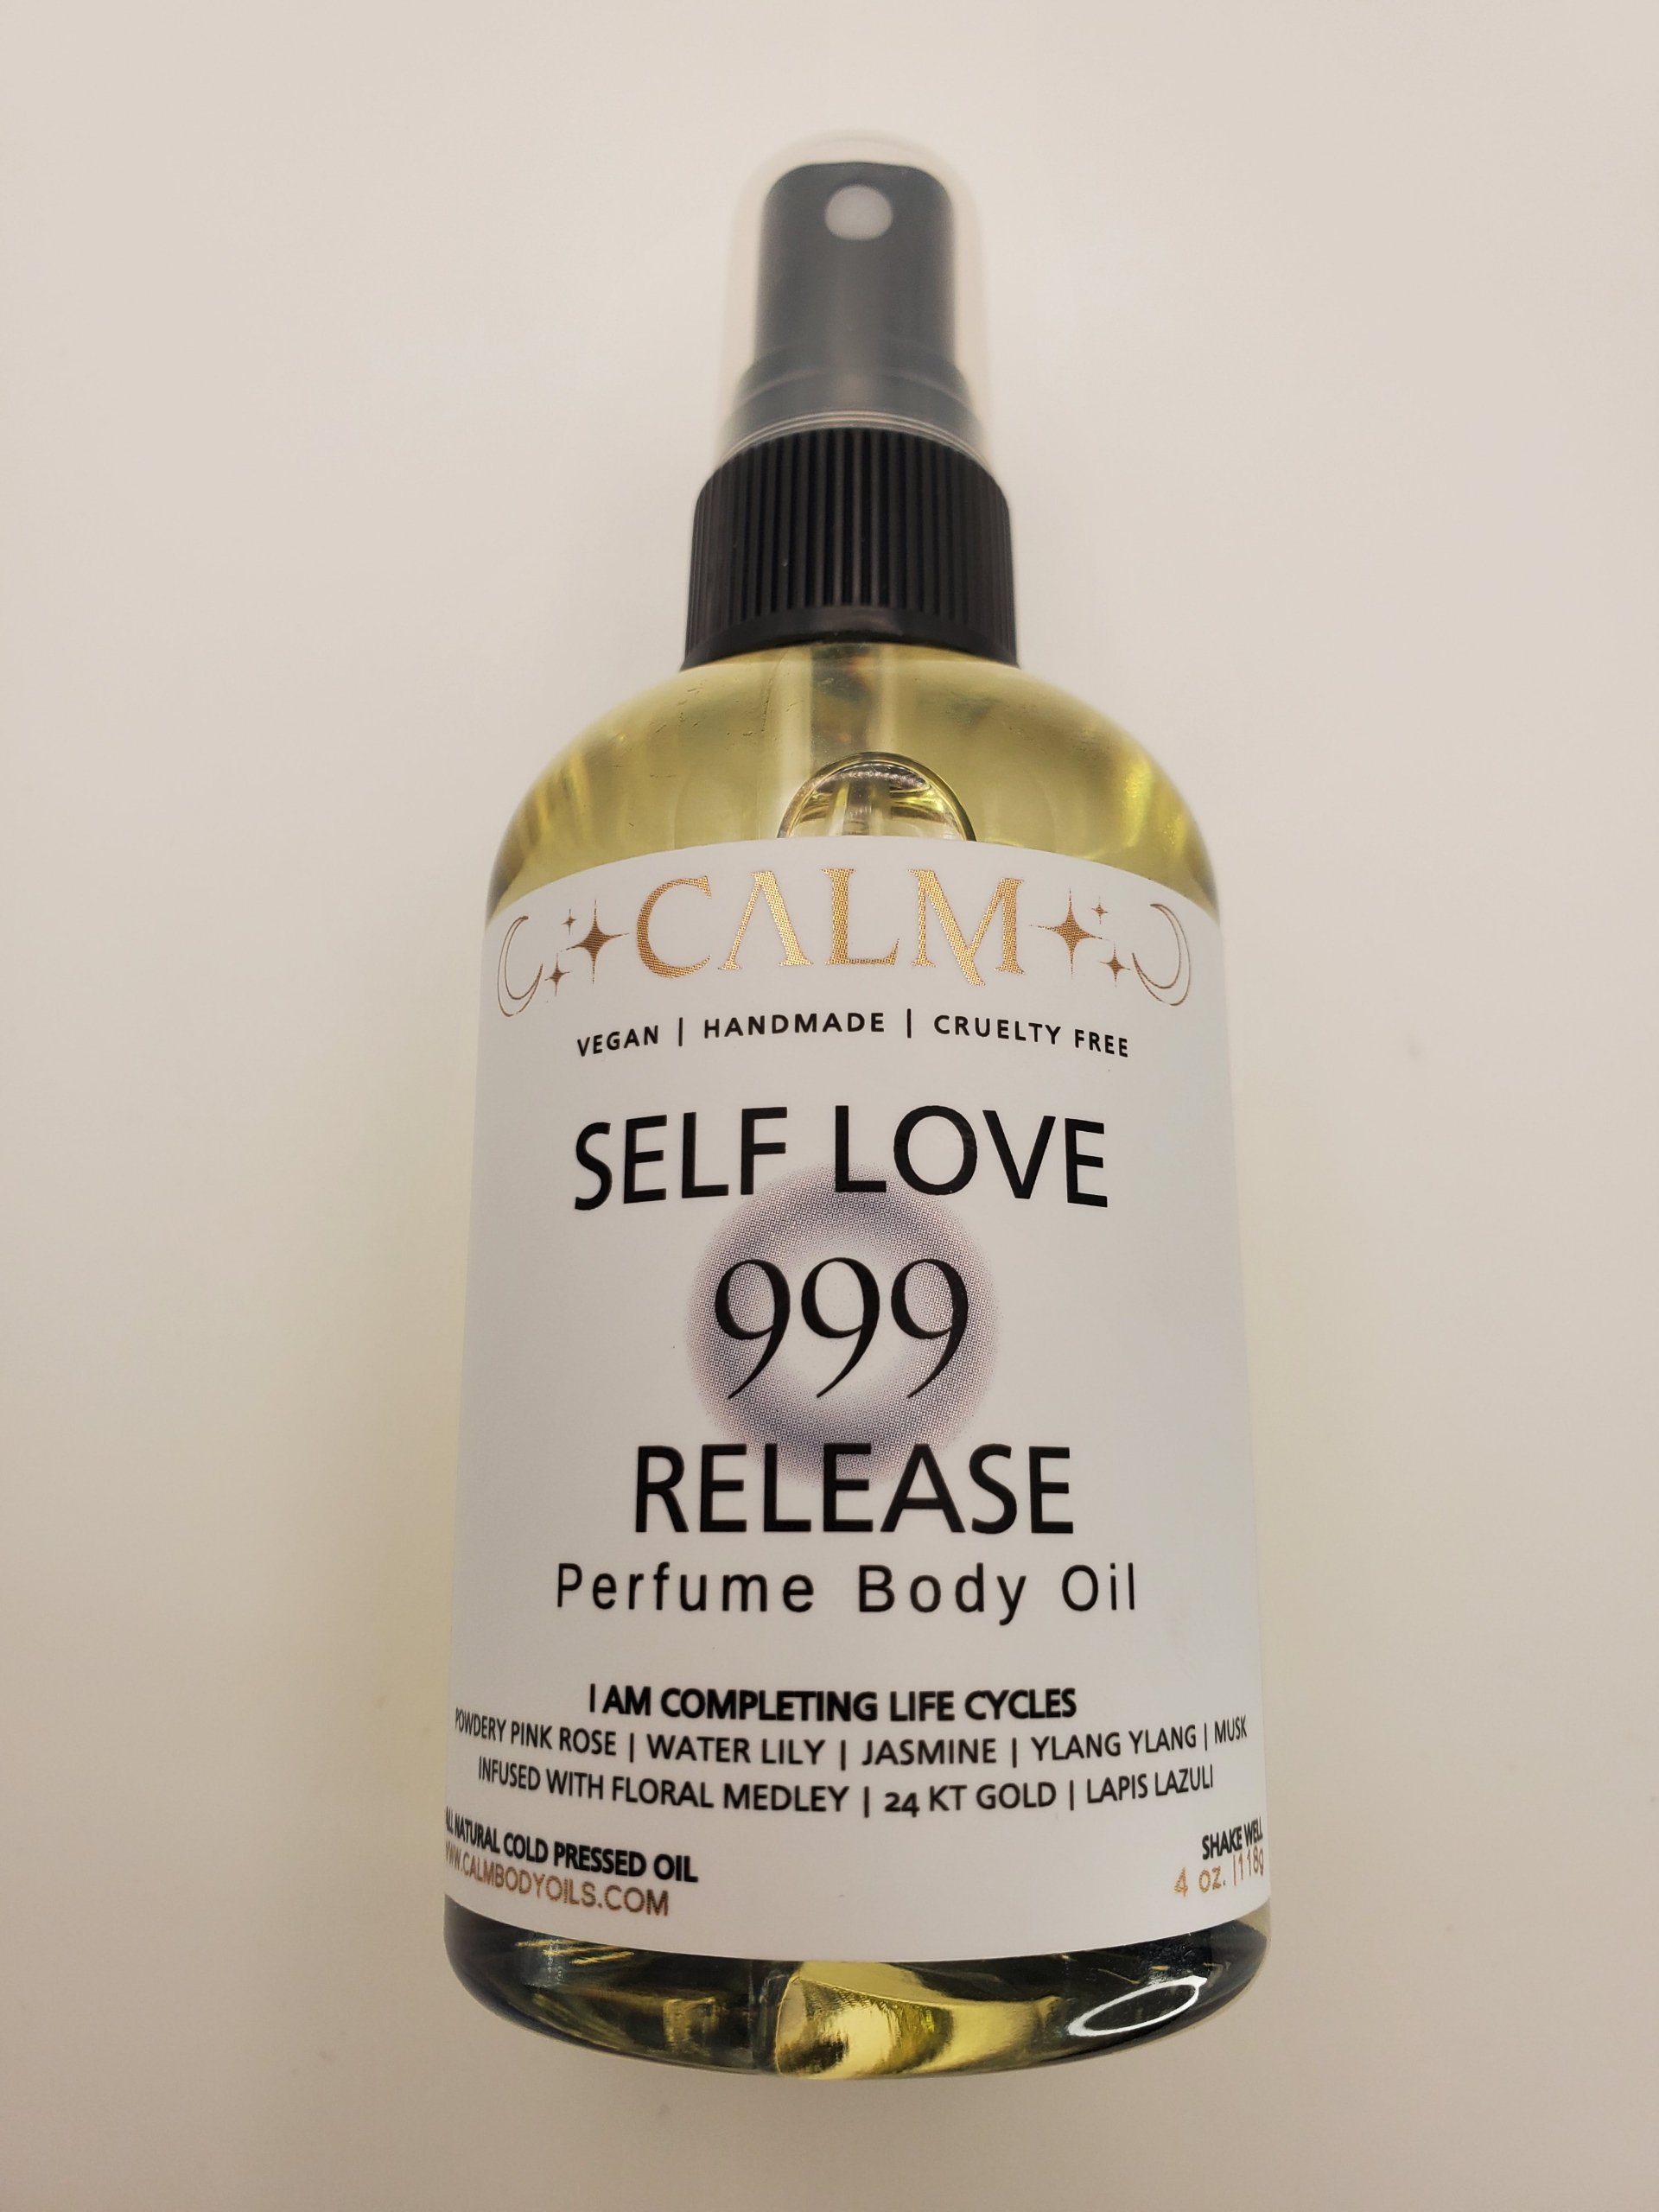 CALM
VEGAN | HANDMADE | CRUELTY FREE
SELF LOVE
999
RELEASE
Perfume Body Oil
I AM COMPLETING LIFE CYCLES
POWDERY PINK ROSE | WATER LILY | JASMINE | YLANG YLANG | MUSK
INFUSED WITH FLORAL MEDLEY | 24 KT GOLD | LAPIS LAZULI
ALL NATURAL COLD PRESSED OIL
WWW.CALMBODYOILS.COM
SHAKE WELL
4 oz. |118g